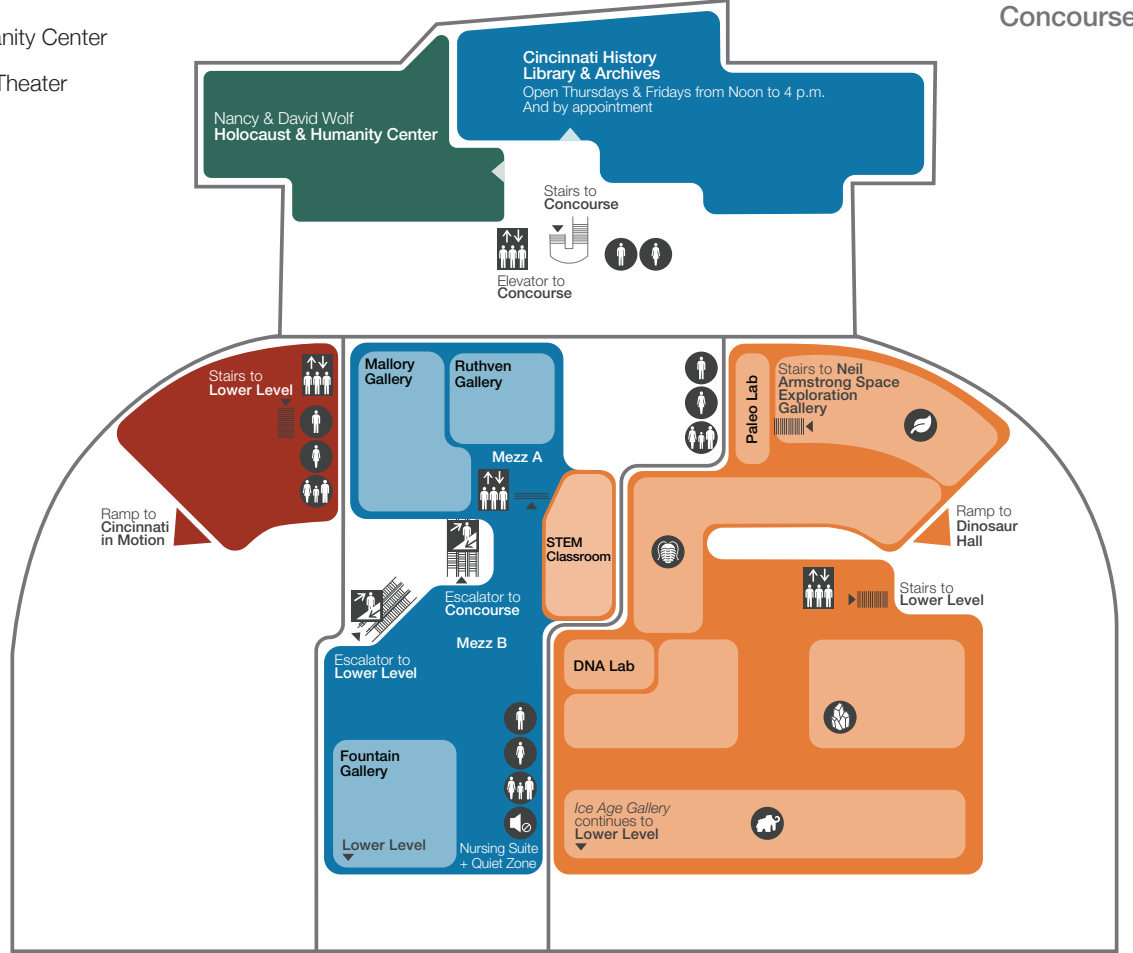 anity Center
Theater
Concourse
Cincinnati History
Library & Archives
Open Thursdays & Fridays from Noon to 4 p.m.
And by appointment
Nancy & David Wolf
Holocaust & Humanity Center
Stairs to
Concourse
Elevator to
Concourse
Stairs to
Lower Level
Ramp to
Cincinnati
in Motion
Mallory
Gallery
Ruthven
Gallery
Mezz A
STEM
Classroom
Escalator to
Concourse
Mezz B
Escalator to
Lower Level
Fountain
Gallery
Lower Level
Nursing Suite
+ Quiet Zone
Paleo Lab
Stairs to Neil
Armstrong Space
Exploration
Gallery
Ramp to
Dinosaur
Hall
Stairs to
Lower Level
DNA Lab
Ice Age Gallery
continues to
Lower Level